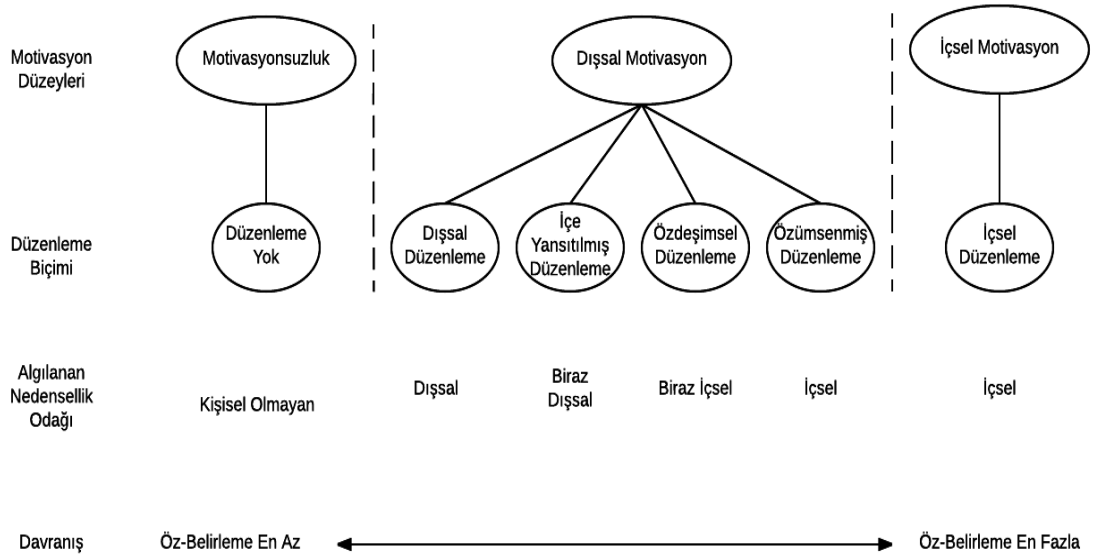 Motivasyon
Düzeyleri
Motivasyonsuzluk
Dışsal Motivasyon
İçsel Motivasyon
Düzenleme
Biçimi
Düzenleme
Yok
Dışsal
Düzenleme
İçe
Yansıtılmış
Düzenleme
Özdeşimsel
Düzenleme
Özümsenmiş
Düzenleme
İçsel
Düzenleme
Algılanan
Nedensellik
Odağı
Kişisel Olmayan
Dışsal
Biraz
Dışsal
Biraz İçsel
İçsel
İçsel
Davranış
Öz-Belirleme En Az
Öz-Belirleme En Fazla